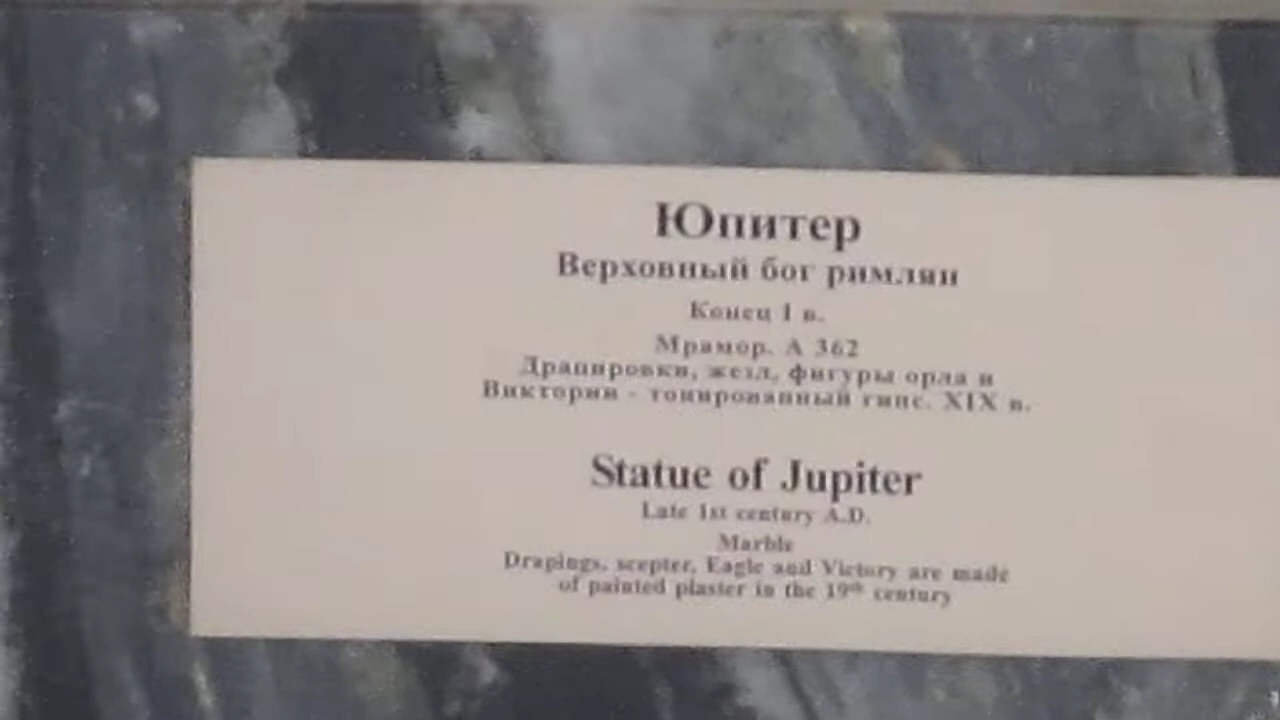 Юпитер
Верховный бог римлян
Конец I в.
Мрамор. А 362
Драпировки, жезл, фигуры орла и
Виктории - тонированный гипс. XIX в.
Statue of Jupiter
Late 1st century A.D.
Marble
Drapings, scepter, Eagle and Victory are made
of painted plaster in the 19th century